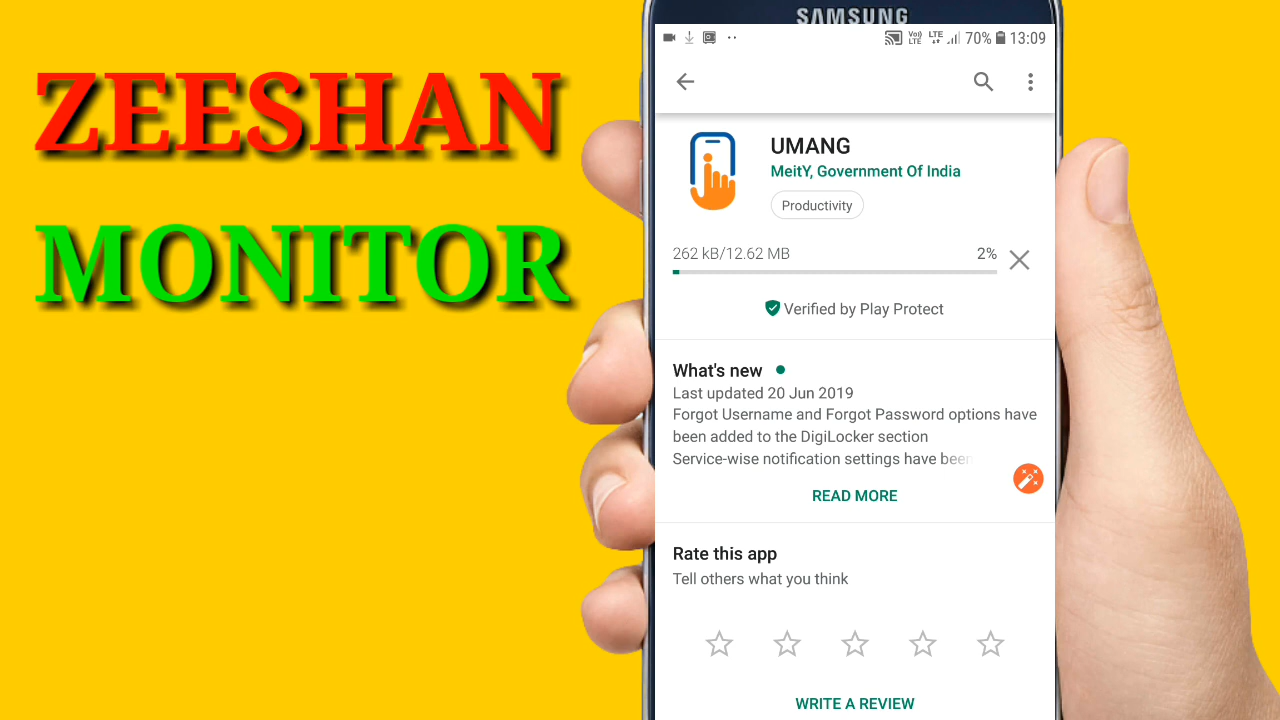 ZEESHAN
MONITOR
SAMSUNG
Vo))
LTE
LTE
70%
13:09
UMANG
MeitY, Government Of India
Productivity
262 kB/12.62 MB
2%
Verified by Play Protect
What's new
Last updated 20 Jun 2019
Forgot Username and Forgot Password options have
been added to the DigiLocker section
Service-wise notification settings have been
READ MORE
Rate this app
Tell others what you think
WRITE A REVIEW